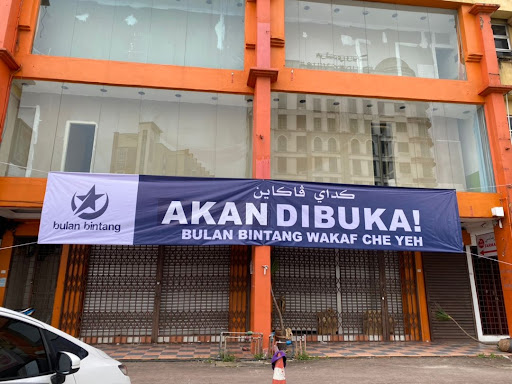 bulan bintang
كداي ڤاكاين
AKAN DIBUKA!
BULAN BINTANG WAKAF CHE YEH